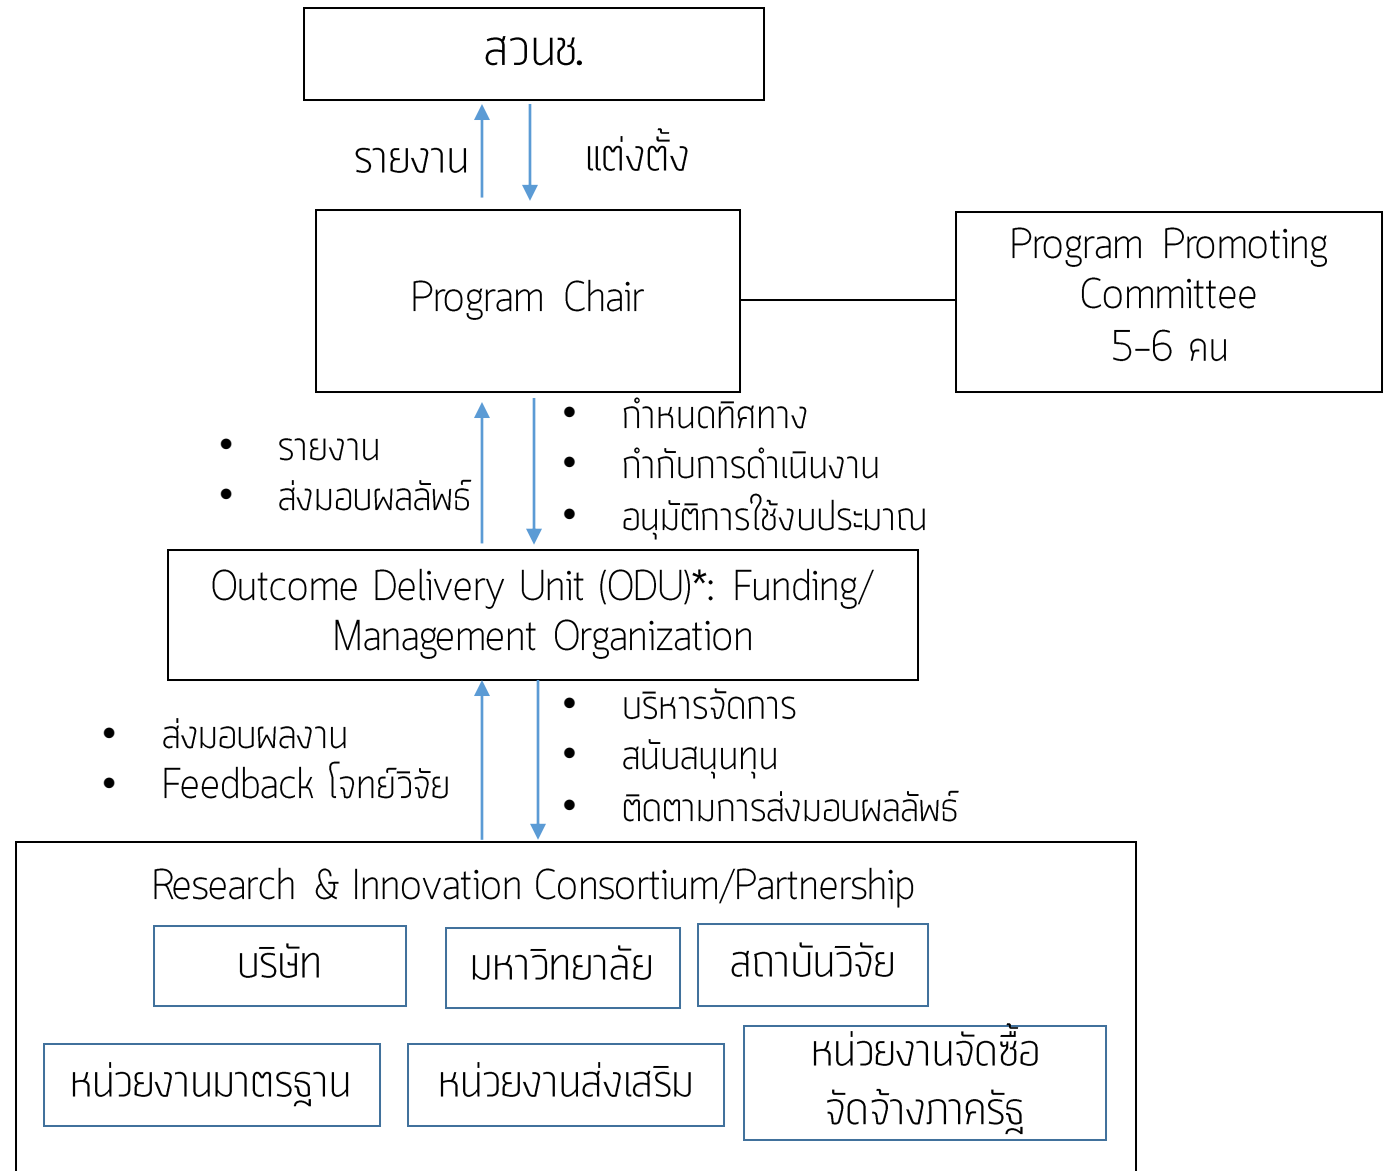 สวนช.
รายงาน
แต่งตั้ง
Program Chair
Program Promoting
Committee
5-6 คน
• รายงาน
• ส่งมอบผลลัพธ์
• กำหนดทิศทาง
• กำกับการดำเนินงาน
• อนุมัติการใช้งบประมาณ
Outcome Delivery Unit (ODU)*: Funding/
Management Organization
• ส่งมอบผลงาน
• Feedback โจทย์วิจัย
• บริหารจัดการ
• สนับสนุนทุน
• ติดตามการส่งมอบผลลัพธ์
Research & Innovation Consortium/Partnership
บริษัท
มหาวิทยาลัย
สถาบันวิจัย
หน่วยงานมาตรฐาน
หน่วยงานส่งเสริม
หน่วยงานจัดซื้อ
จัดจ้างภาครัฐ